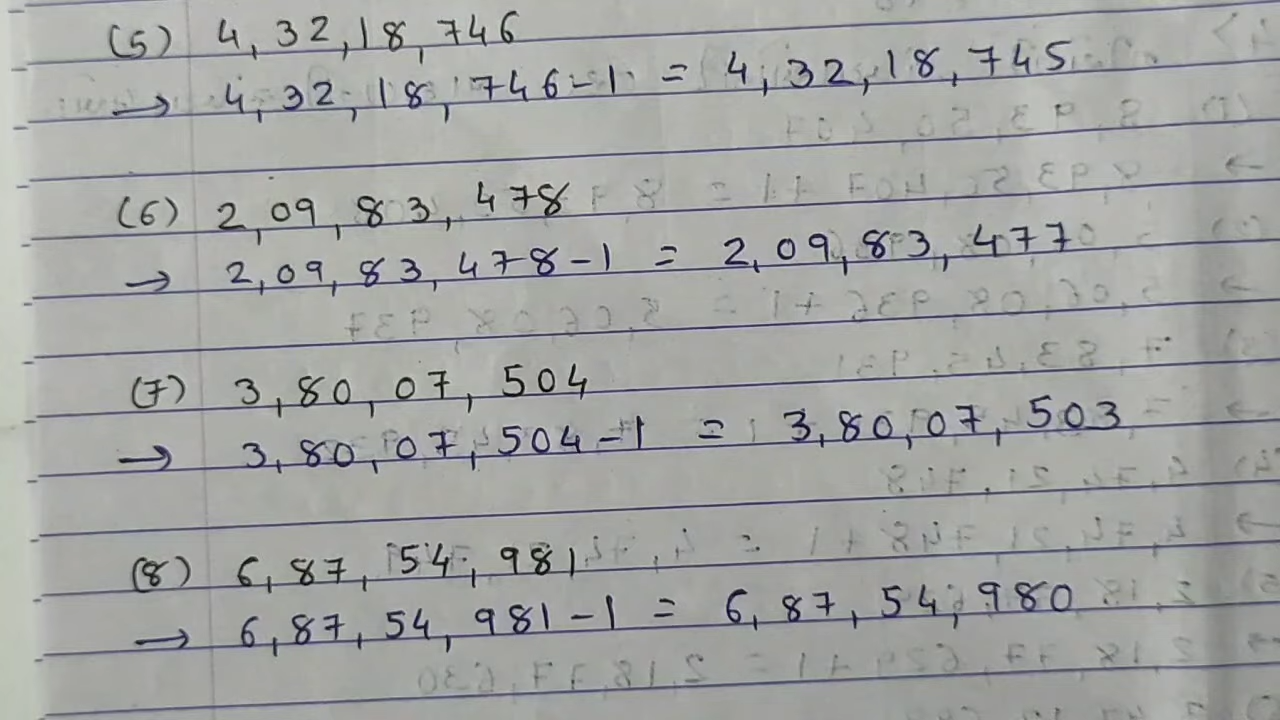 (5) 4,32,18,746
→ 4,32,18,746-1 = 4,32,18,745
(6) 2,09,83,478
→ 2,09,83,478-1 = 2,09,83,477
(7) 3,80,07,504
→ 3,80,07,504-1 = 3,80,07,503
(8) 6,87,54,981
→ 6,87,54,981-1 = 6,87,54,980